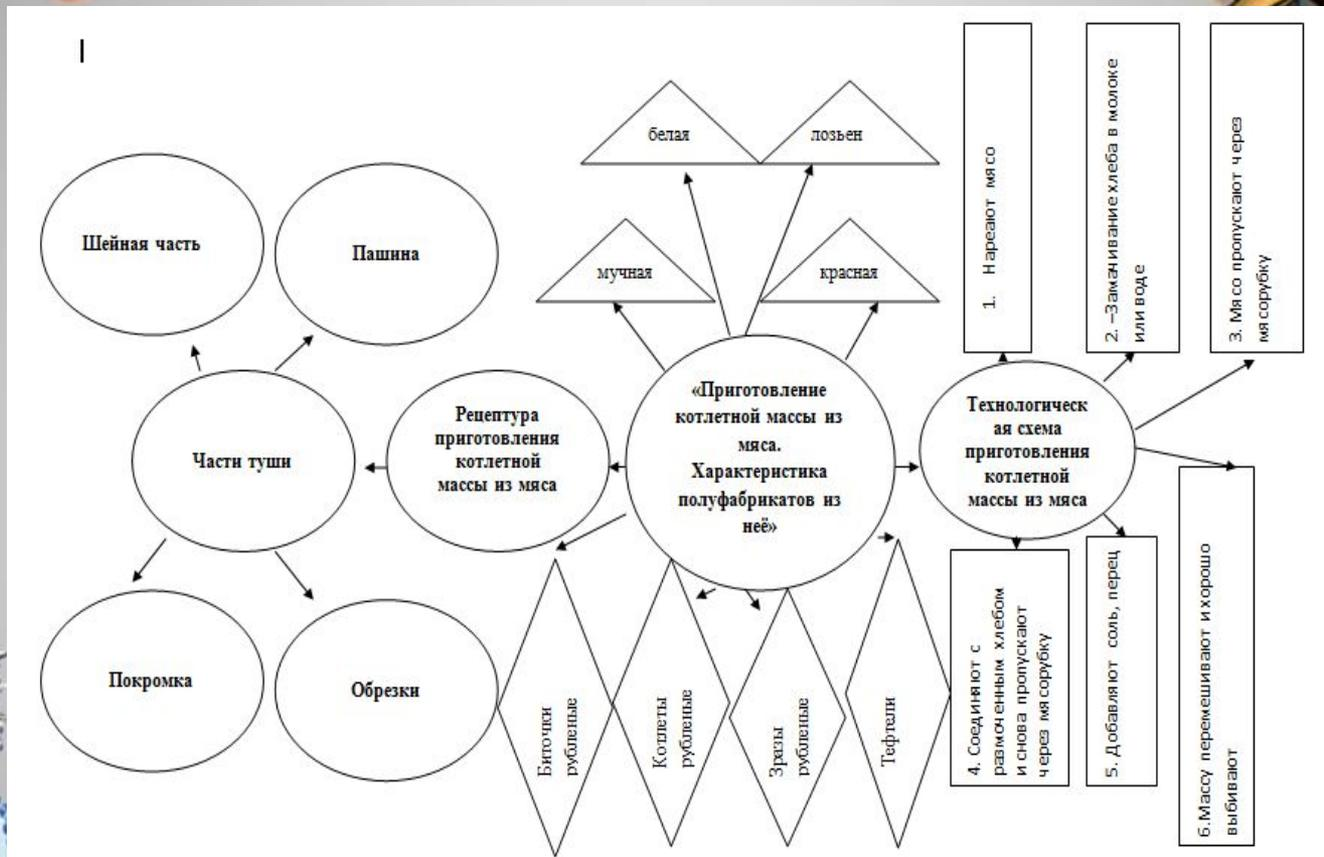 белая
лозьен
мучная
красная
Шейная часть
Пашина
Части туши
Покромка
Обрезки
Рецептура
приготовления
котлетной
массы из мяса
«Приготовление
котлетной массы из
мяса.
Характеристика
полуфабрикатов из
неё»
Технологическ
ая схема
приготовления
котлетной
массы из мяса
1. Нареают мясо
2. –Замачивание хлеба в молоке
или воде
3. Мясо пропускают через
мясорубку
4. Соединяют с
размоченным хлебом
и снова пропускают
через мясорубку
5. Добавляют соль, перец
6.Массу перемешивают и хорошо
выбивают
Биточки
рубленые
Котлеты
рубленые
Зразы
рубленые
Тефтели